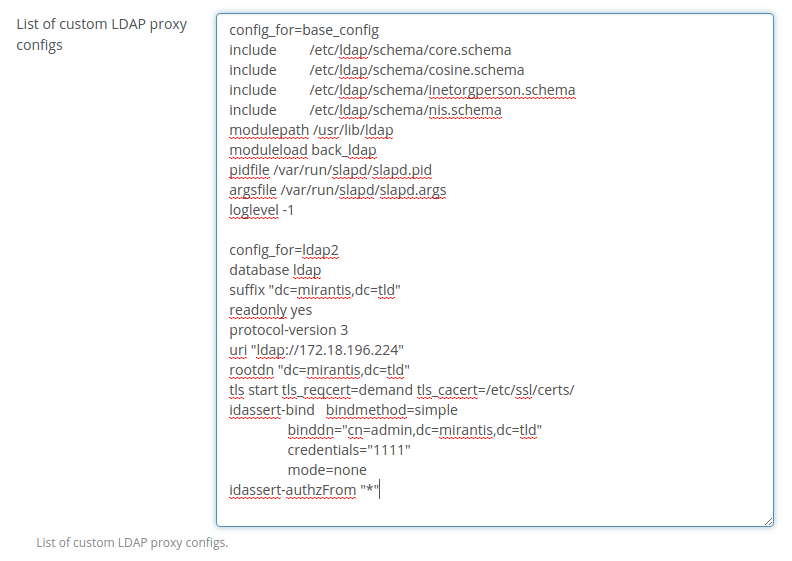 List of custom LDAP proxy
configs
config_for=base_config
include /etc/ldap/schema/core.schema
include /etc/ldap/schema/cosine.schema
include /etc/ldap/schema/inetorgperson.schema
include /etc/ldap/schema/nis.schema
modulepath /usr/lib/ldap
moduleload back_ldap
pidfile /var/run/slapd/slapd.pid
argsfile /var/run/slapd/slapd.args
loglevel -1
config_for=ldap2
database ldap
suffix "dc=mirantis,dc=tld"
readonly yes
protocol-version 3
uri "ldap://172.18.196.224"
rootdn "dc=mirantis,dc=tld"
tls start tls_reqcert=demand tls_cacert=/etc/ssl/certs/
idassert-bind bindmethod=simple
binddn="cn=admin,dc=mirantis,dc=tld"
credentials="1111"
mode=none
idassert-authzFrom "*"
List of custom LDAP proxy configs.